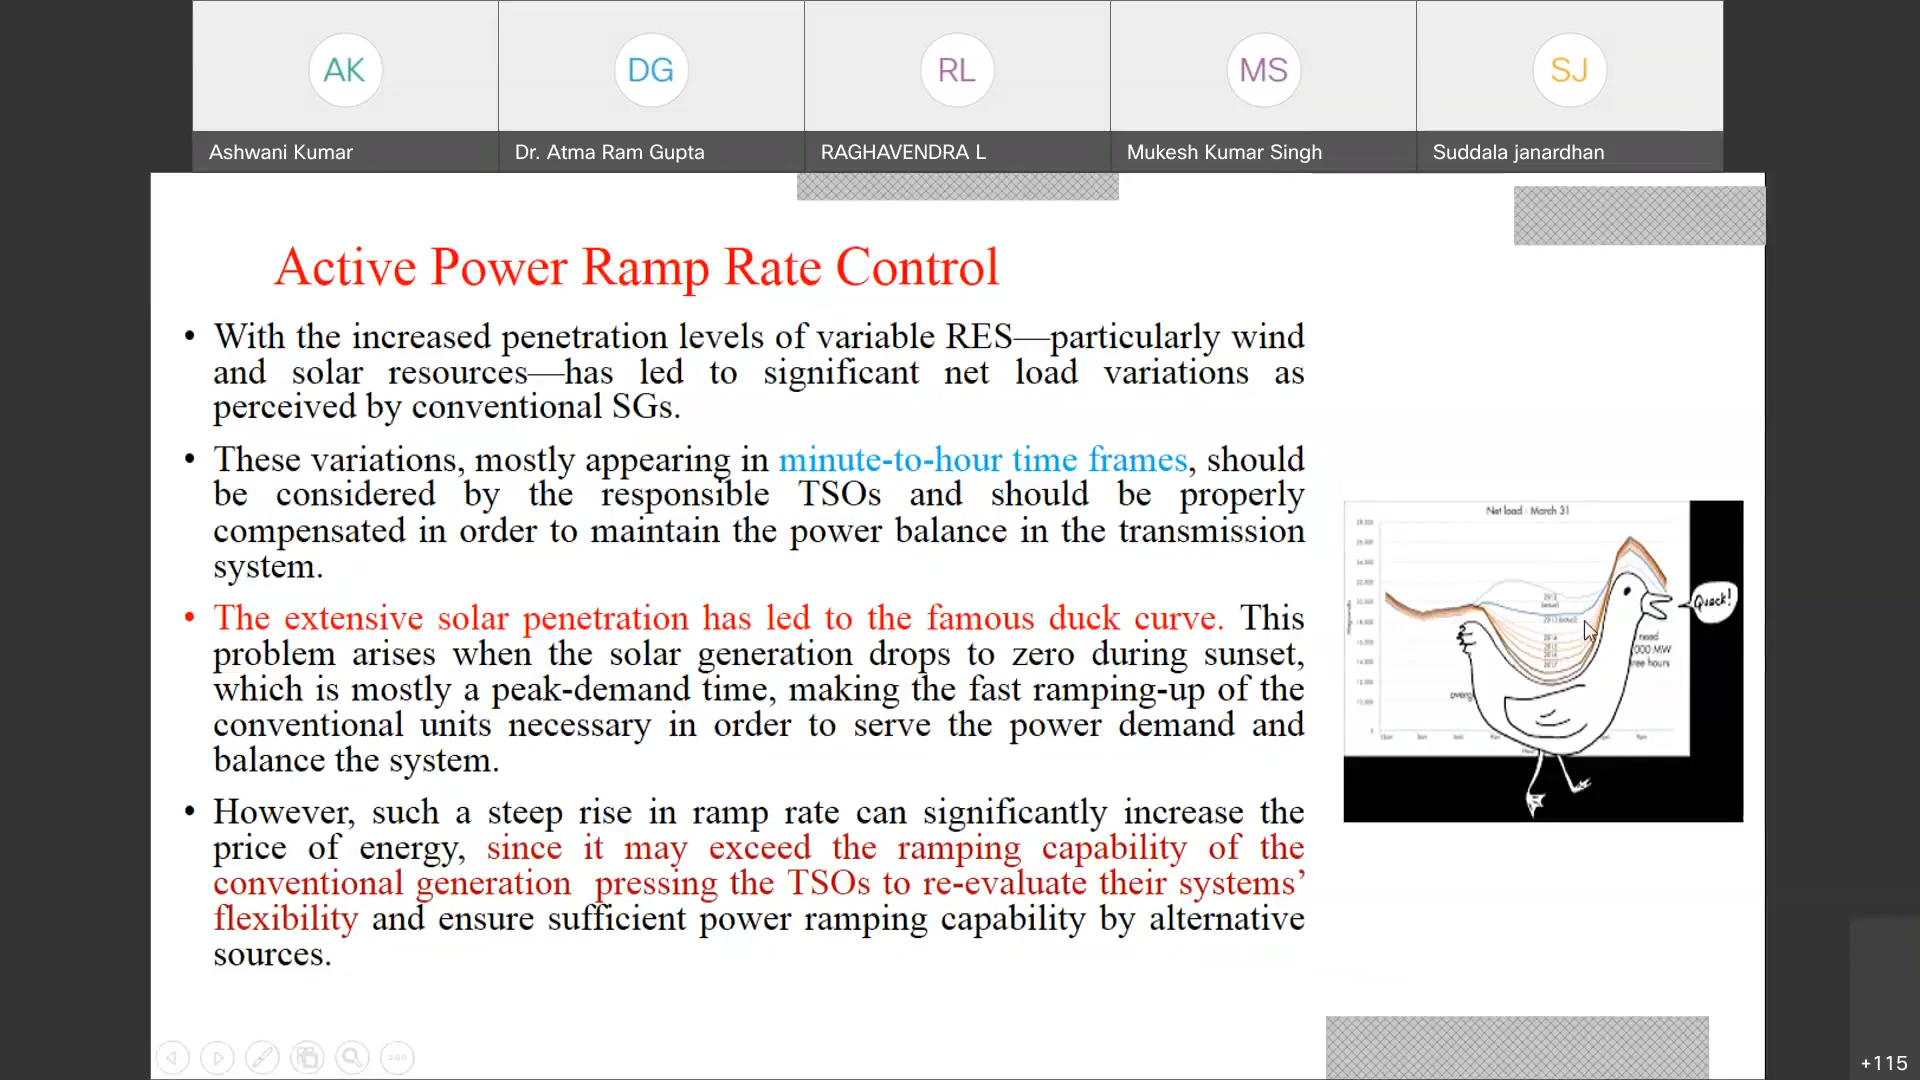 AK
DG
RL
MS
SJ
Ashwani Kumar
Dr. Atma Ram Gupta
RAGHAVENDRA L
Mukesh Kumar Singh
Suddala janardhan
Active Power Ramp Rate Control
• With the increased penetration levels of variable RES—particularly wind
and solar resources—has led to significant net load variations as
perceived by conventional SGs.
• These variations, mostly appearing in minute-to-hour time frames, should
be considered by the responsible TSOs and should be properly
compensated in order to maintain the power balance in the transmission
system.
• The extensive solar penetration has led to the famous duck curve. This
problem arises when the solar generation drops to zero during sunset,
which is mostly a peak-demand time, making the fast ramping-up of the
conventional units necessary in order to serve the power demand and
balance the system.
• However, such a steep rise in ramp rate can significantly increase the
price of energy, since it may exceed the ramping capability of the
conventional generation pressing the TSOs to re-evaluate their systems’
flexibility and ensure sufficient power ramping capability by alternative
sources.
Net load - March 31
Quack!
need
000 MW
ree hours
overg
+115